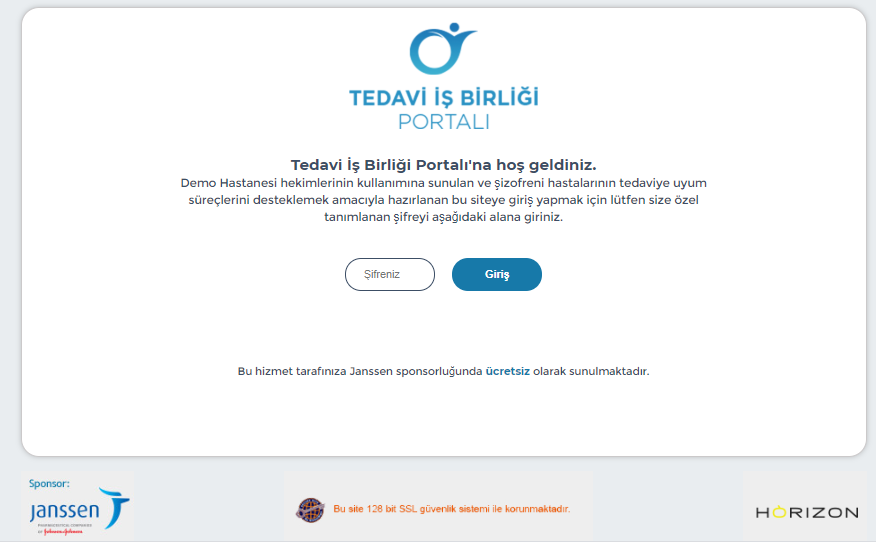 TEDAVİ İŞ BİRLİĞİ
PORTALI
Tedavi İş Birliği Portalı'na hoş geldiniz.
Demo Hastanesi hekimlerinin kullanımına sunulan ve şizofreni hastalarının tedaviye uyum
süreçlerini desteklemek amacıyla hazırlanan bu siteye giriş yapmak için lütfen size özel
tanımlanan şifreyi aşağıdaki alana giriniz.
Şifreniz
Giriş
Bu hizmet tarafınıza Janssen sponsorluğunda ücretsiz olarak sunulmaktadır.
Sponsor:
janssen
PHARMACEUTICAL COMPANIES
OF Johnson&Johnson
Bu site 128 bit SSL güvenlik sistemi ile korunmaktadır.
HORIZON